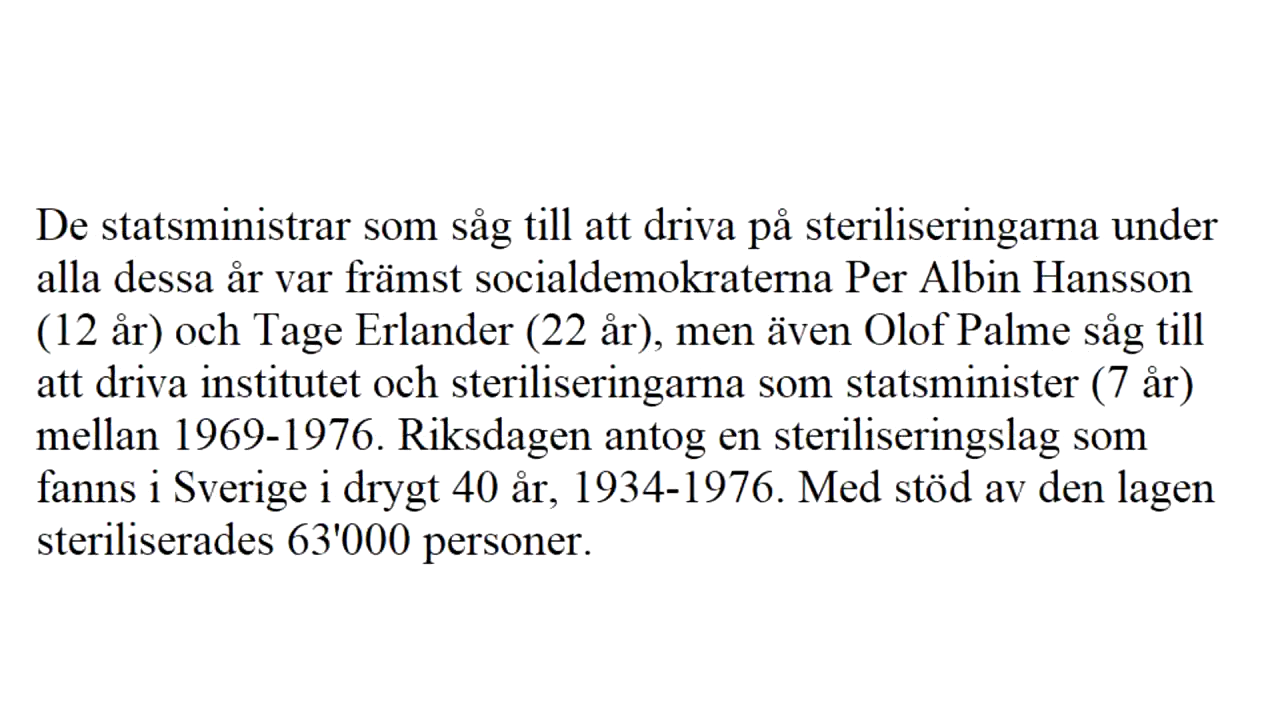 De statsministrar som såg till att driva på steriliseringarna under
alla dessa år var främst socialdemokraterna Per Albin Hansson
(12 år) och Tage Erlander (22 år), men även Olof Palme såg till
att driva institutet och steriliseringarna som statsminister (7 år)
mellan 1969-1976. Riksdagen antog en steriliseringslag som
fanns i Sverige i drygt 40 år, 1934-1976. Med stöd av den lagen
steriliserades 63'000 personer.